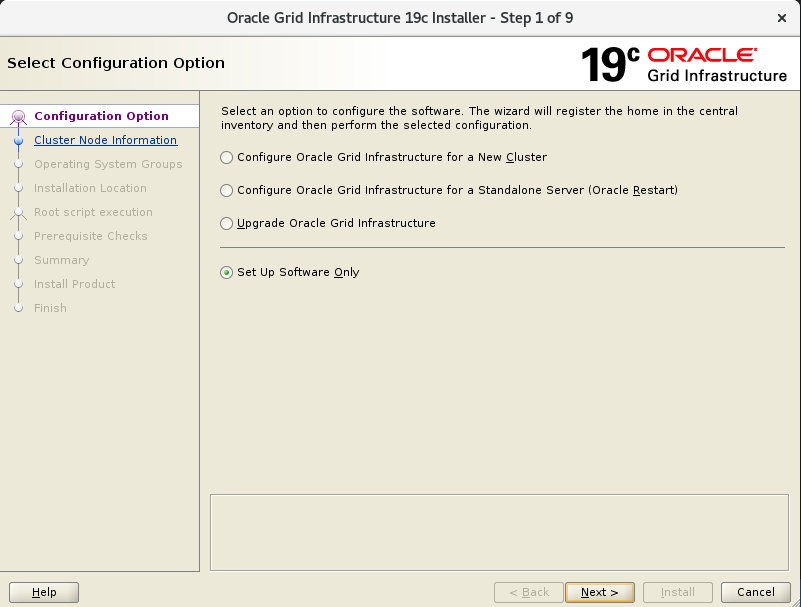 Oracle Grid Infrastructure 19c Installer - Step 1 of 9
Select Configuration Option
19c ORACLE
Grid Infrastructure
Configuration Option
Cluster Node Information
Operating System Groups
Installation Location
Root script execution
Prerequisite Checks
Summary
Install Product
Finish
Select an option to configure the software. The wizard will register the home in the central
inventory and then perform the selected configuration.
Configure Oracle Grid Infrastructure for a New Cluster
Configure Oracle Grid Infrastructure for a Standalone Server (Oracle Restart)
Upgrade Oracle Grid Infrastructure
Set Up Software Only
Help
< Back
Next >
Install
Cancel